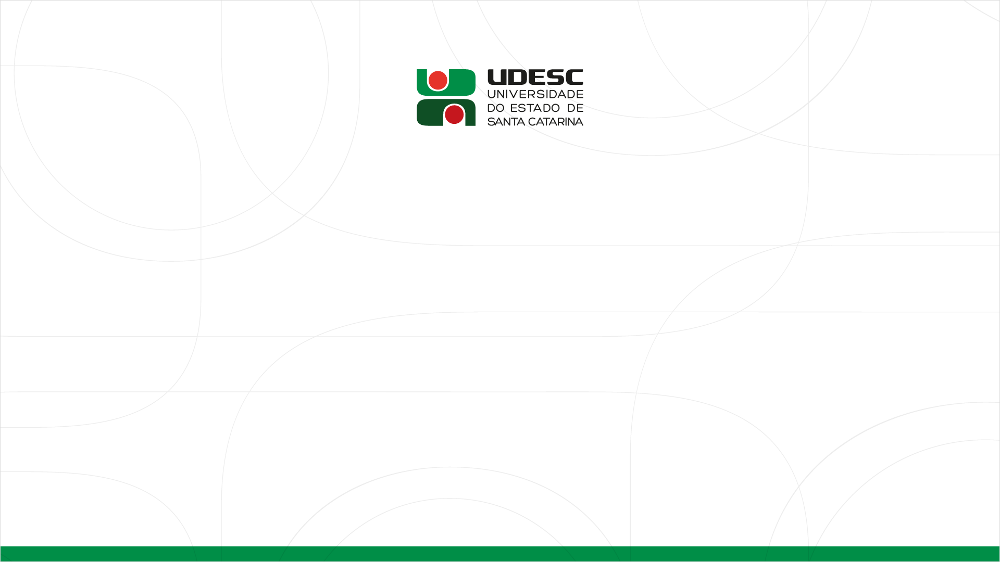 UDESC
UNIVERSIDADE
DO ESTADO DE
SANTA CATARINA